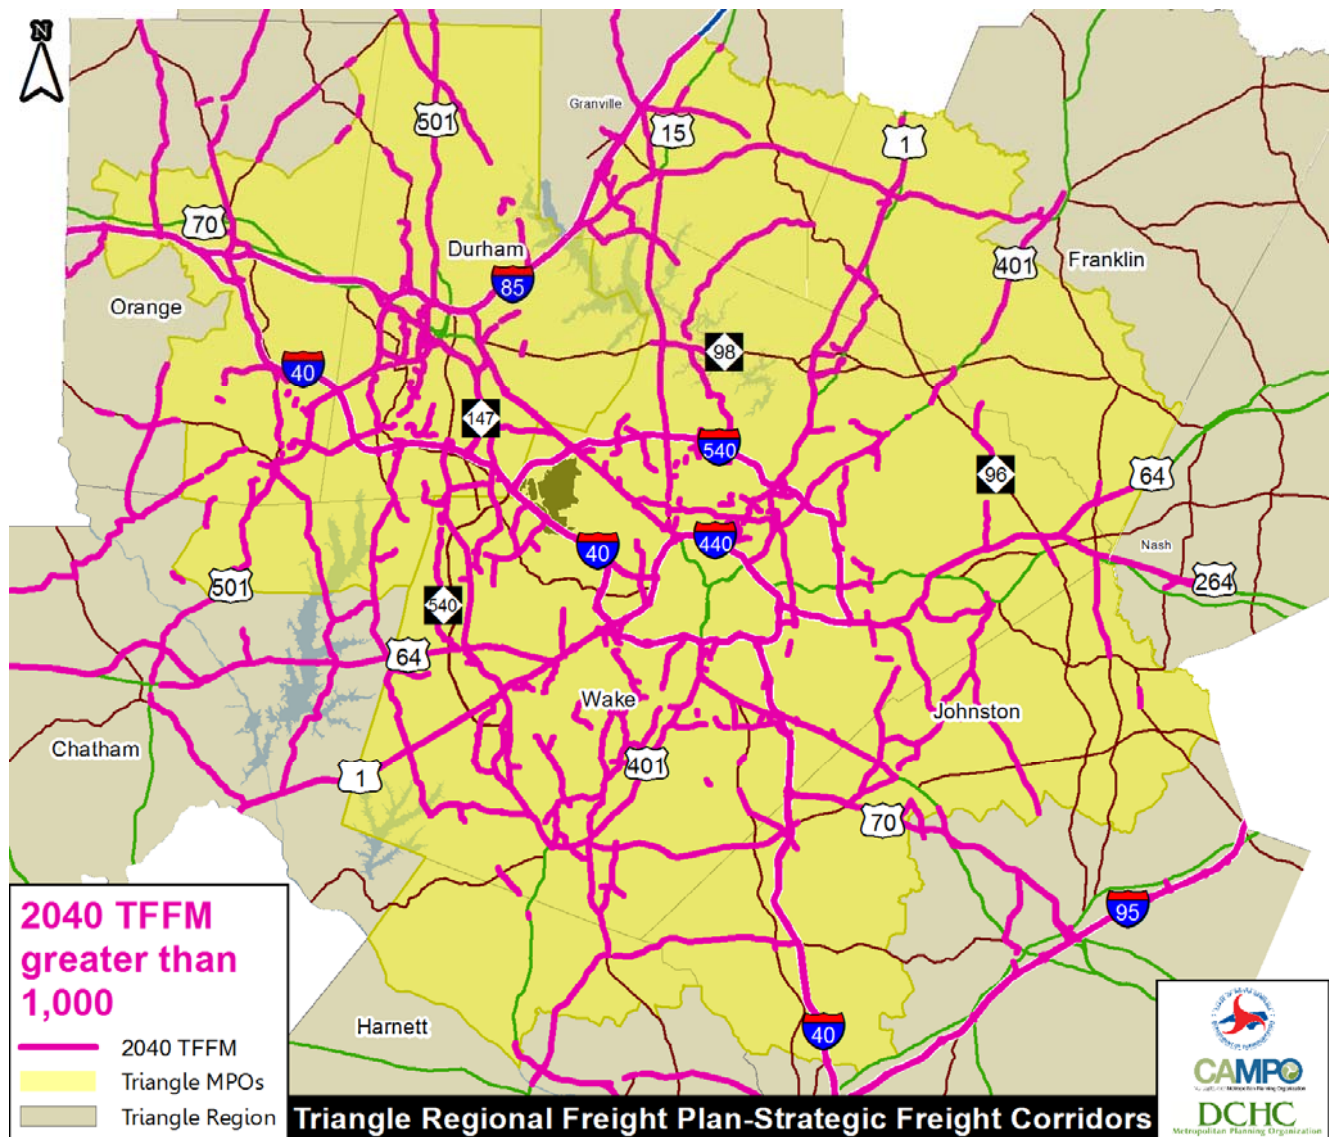 N
Granville
501
15
1
70
Durham
85
401
Franklin
Orange
40
98
147
540
96
64
Nash
40
440
264
501
540
64
Wake
Johnston
Chatham
1
401
70
95
2040 TFFM
greater than
1,000
2040 TFFM
Triangle MPOs
Triangle Region
Harnett
40
CAMPO
DCHC
Metropolitan Planning Organization
Triangle Regional Freight Plan-Strategic Freight Corridors